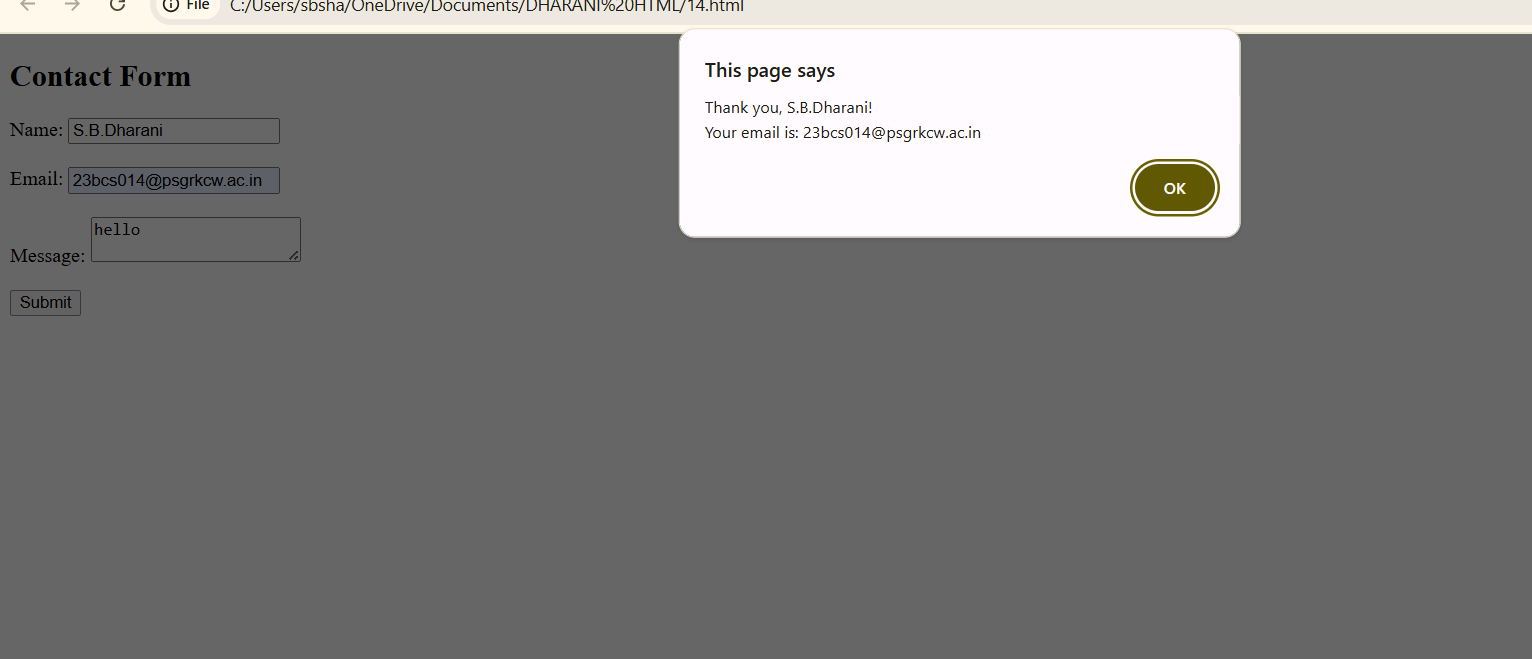 File C:/Users/sbsha/OneDrive/Documents/DHARANI%20HTML/14.html
This page says
Thank you, S.B.Dharani!
Your email is: 23bcs014@psgrkcw.ac.in
OK
Contact Form
Name: S.B.Dharani
Email: 23bcs014@psgrkcw.ac.in
Message: hello
Submit